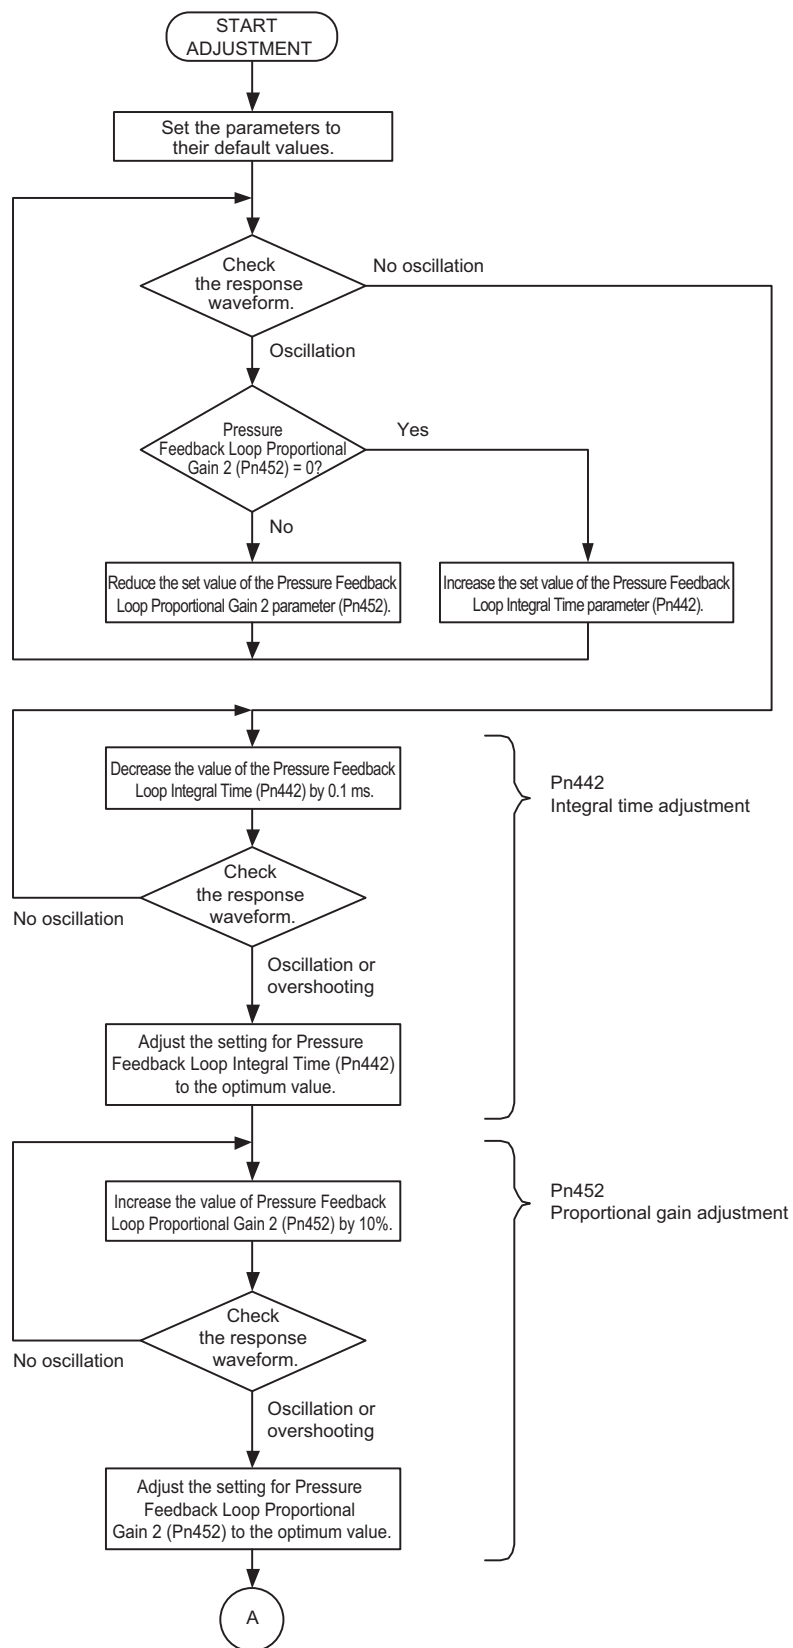 START
ADJUSTMENT
Set the parameters to
their default values.
Check
the response
waveform.
No oscillation
Oscillation
Pressure
Feedback Loop Proportional
Gain 2 (Pn452) = 0?
Yes
No
Reduce the set value of the Pressure Feedback
Loop Proportional Gain 2 parameter (Pn452).
Increase the set value of the Pressure Feedback
Loop Integral Time parameter (Pn442).
Decrease the value of the Pressure Feedback
Loop Integral Time (Pn442) by 0.1 ms.
Pn442
Integral time adjustment
Check
the response
waveform.
No oscillation
Oscillation or
overshooting
Adjust the setting for Pressure
Feedback Loop Integral Time (Pn442)
to the optimum value.
Increase the value of Pressure Feedback
Loop Proportional Gain 2 (Pn452) by 10%.
Pn452
Proportional gain adjustment
Check
the response
waveform.
No oscillation
Oscillation or
overshooting
Adjust the setting for Pressure
Feedback Loop Proportional
Gain 2 (Pn452) to the optimum value.
A